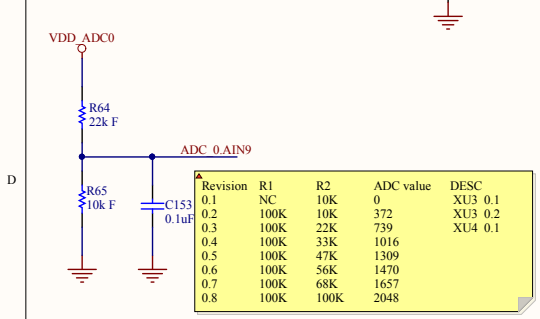 VDD_ADC0
R64
22k F
ADC_0.AIN9
D
R65
10k F
C153
0.1uF
Revision R1 R2 ADC value DESC
0.1 NC 10K 0 XU3 0.1
0.2 100K 10K 372 XU3 0.2
0.3 100K 22K 739 XU4 0.1
0.4 100K 33K 1016
0.5 100K 47K 1309
0.6 100K 56K 1470
0.7 100K 68K 1657
0.8 100K 100K 2048